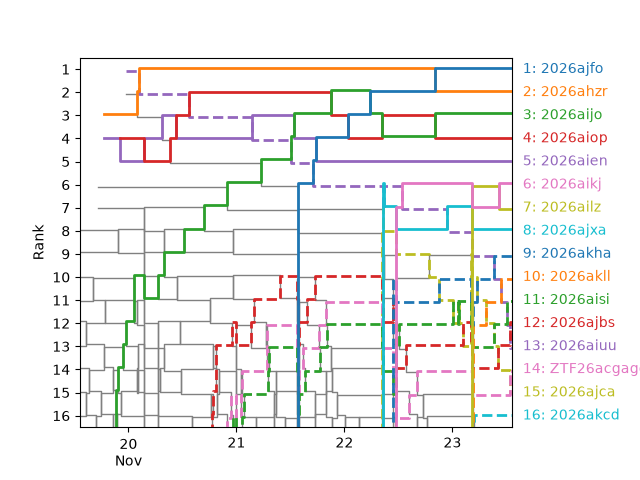 1
2
3
4
5
6
7
8
9
10
11
12
13
14
15
16
Rank
20
21
22
23
Nov
1: 2026ajfo
2: 2026ahzr
3: 2026aijo
4: 2026aiop
5: 2026aien
6: 2026aikj
7: 2026ailz
8: 2026ajxa
9: 2026akha
10: 2026akll
11: 2026aisi
12: 2026ajbs
13: 2026aiuu
14: ZTF26acgag
15: 2026ajca
16: 2026akcd